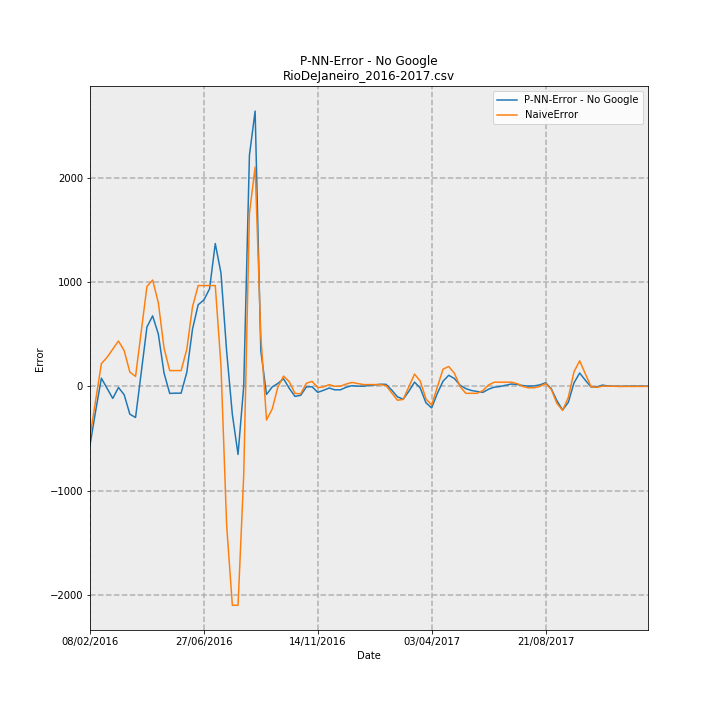 P-NN-Error - No Google
RioDeJaneiro_2016-2017.csv
P-NN-Error - No Google
NaiveError
2000
1000
0
−1000
−2000
Error
08/02/2016
27/06/2016
14/11/2016
03/04/2017
21/08/2017
Date